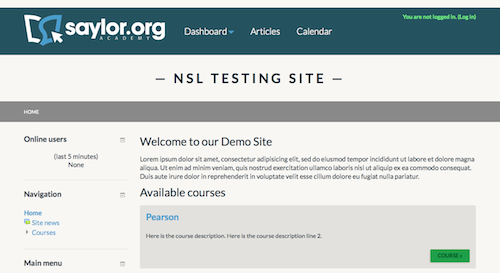 You are not logged in. (Log in)
saylor.org
ACADEMY
Dashboard Articles Calendar
— NSL TESTING SITE —
HOME
Online users
(last 5 minutes)
None
Navigation
Home
Site news
Courses
Main menu
Welcome to our Demo Site
Lorem ipsum dolor sit amet, consectetur adipisicing elit, sed do eiusmod tempor incididunt ut labore et dolore magna
aliqua. Ut enim ad minim veniam, quis nostrud exercitation ullamco laboris nisi ut aliquip ex ea commodo consequat.
Duis aute irure dolor in reprehenderit in voluptate velit esse cillum dolore eu fugiat nulla pariatur.
Available courses
Pearson
Here is the course description. Here is the course description line 2.
COURSE »